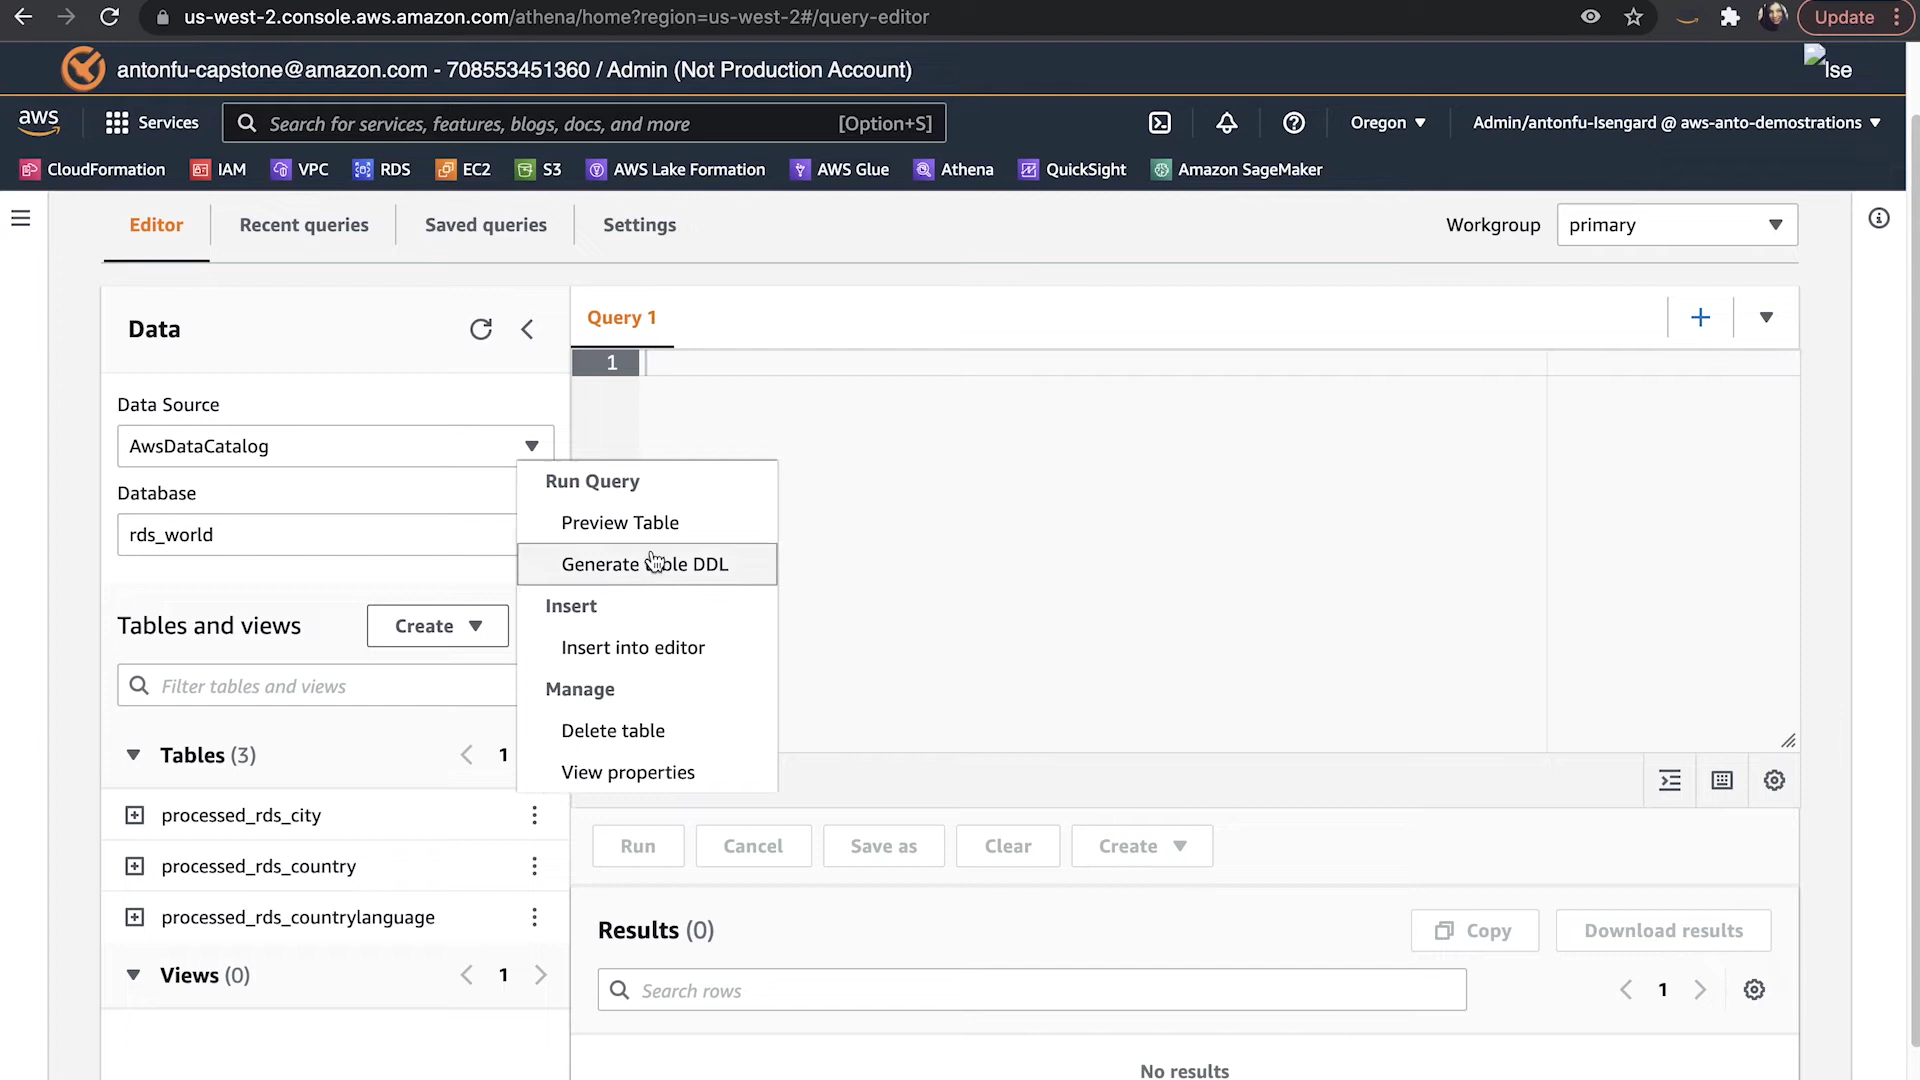 us-west-2.console.aws.amazon.com/athena/home?region=us-west-2#/query-editor
Update
antonfu-capstone@amazon.com - 708553451360 / Admin (Not Production Account)
Ise
aws
Services
Search for services, features, blogs, docs, and more
[Option+S]
Oregon
Admin/antonfu-Isengard @ aws-anto-demostrations
CloudFormation
IAM
VPC
RDS
EC2
S3
AWS Lake Formation
AWS Glue
Athena
QuickSight
Amazon SageMaker
Editor
Recent queries
Saved queries
Settings
Workgroup
primary
Data
Query 1
1
Data Source
AwsDataCatalog
Database
rds_world
Run Query
Preview Table
Generate ble DDL
Insert
Insert into editor
Manage
Delete table
View properties
Tables and views
Create
Filter tables and views
Tables (3)
1
processed_rds_city
processed_rds_country
processed_rds_countrylanguage
Views (0)
1
Run
Cancel
Save as
Clear
Create
Results (0)
Copy
Download results
Search rows
1
No results